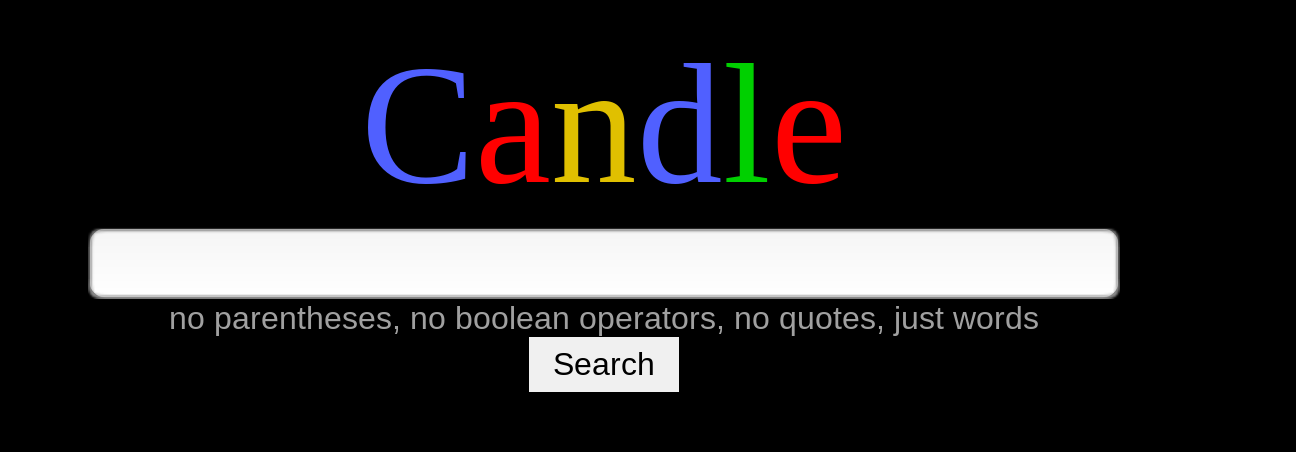 Candle
no parentheses, no boolean operators, no quotes, just words
Search